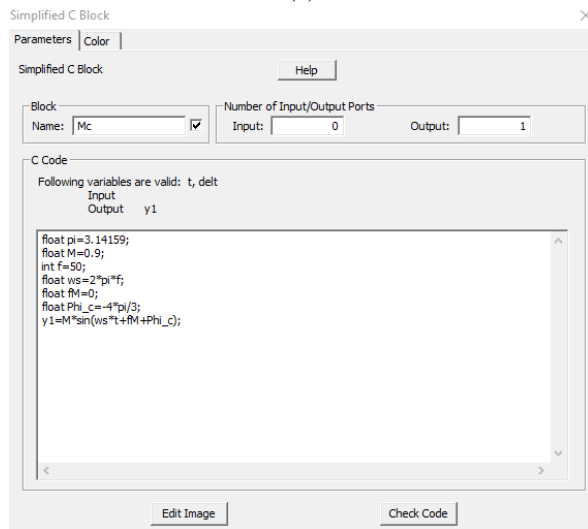 Simplified C Block
Parameters Color
Simplified C Block Help
Block Number of Input/Output Ports
Name: Mc Input: 0 Output: 1
C Code
Following variables are valid: t, delt
Input
Output y1
float pi=3.14159;
float M=0.9;
int f=50;
float ws=2*pi*f;
float fM=0;
float Phi_c=-4*pi/3;
y1=M*sin(ws*t+fM+Phi_c);
Edit Image Check Code